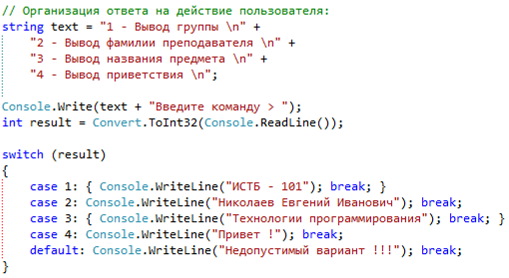 // Организация ответа на действие пользователя:
string text = "1 - Вывод группы \n" +
"2 - Вывод фамилии преподавателя \n" +
"3 - Вывод названия предмета \n" +
"4 - Вывод приветствия \n";
Console.Write(text + "Введите команду > ");
int result = Convert.ToInt32(Console.ReadLine());
switch (result)
{
case 1: { Console.WriteLine("ИСТБ - 101"); break; }
case 2: Console.WriteLine("Николаев Евгений Иванович"); break;
case 3: { Console.WriteLine("Технологии программирования"); break; }
case 4: Console.WriteLine("Привет !"); break;
default: Console.WriteLine("Недопустимый вариант !!!"); break;
}